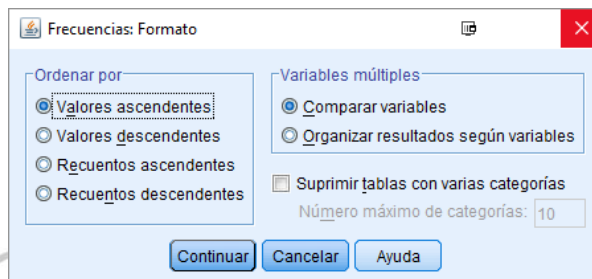 Frecuencias: Formato
Ordenar por
Valores ascendentes
Valores descendentes
Recuentos ascendentes
Recuentos descendentes
Variables múltiples
Comparar variables
Organizar resultados según variables
Suprimir tablas con varias categorías
Número máximo de categorías: 10
Continuar Cancelar Ayuda